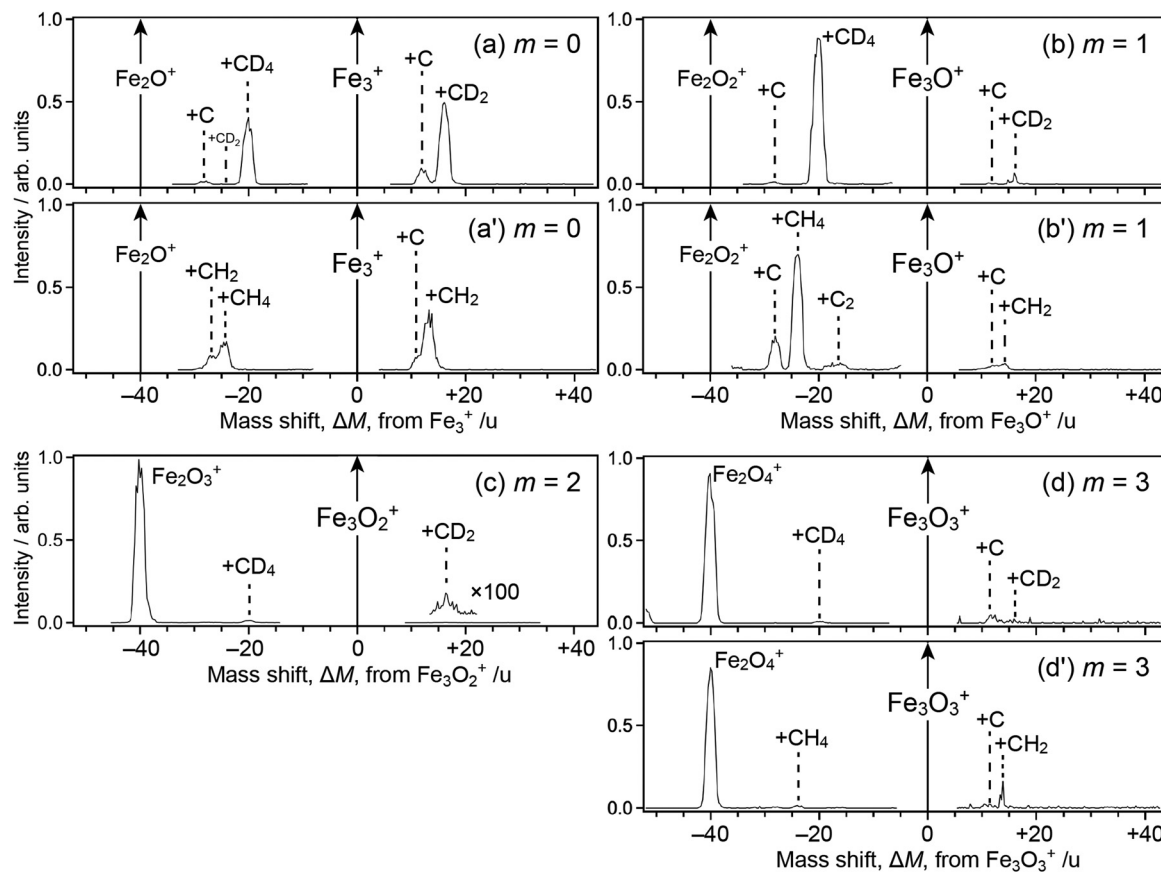 Intensity / arb. units
1.0
0.5
0.0
(a) m = 0
Fe₂O⁺
+C
+CD₂
+CD₄
Fe₃⁺
+C
+CD₂
1.0
0.5
0.0
(b) m = 1
Fe₂O₂⁺
+C
+CD₄
Fe₃O⁺
+C
+CD₂
1.0
0.5
0.0
(a') m = 0
Fe₂O⁺
+CH₂
+CH₄
Fe₃⁺
+C
+CH₂
−40 −20 0 +20 +40
Mass shift, ΔM, from Fe₃⁺ /u
1.0
0.5
0.0
(b') m = 1
Fe₂O₂⁺
+C
+CH₄
+C₂
Fe₃O⁺
+C
+CH₂
−40 −20 0 +20 +40
Mass shift, ΔM, from Fe₃O⁺ /u
Intensity / arb. units
1.0
0.5
0.0
(c) m = 2
Fe₂O₃⁺
+CD₄
Fe₃O₂⁺
+CD₂
×100
−40 −20 0 +20 +40
Mass shift, ΔM, from Fe₃O₂⁺ /u
1.0
0.5
0.0
(d) m = 3
Fe₂O₄⁺
+CD₄
Fe₃O₃⁺
+C
+CD₂
1.0
0.5
0.0
(d') m = 3
Fe₂O₄⁺
+CH₄
Fe₃O₃⁺
+C
+CH₂
−40 −20 0 +20 +40
Mass shift, ΔM, from Fe₃O₃⁺ /u